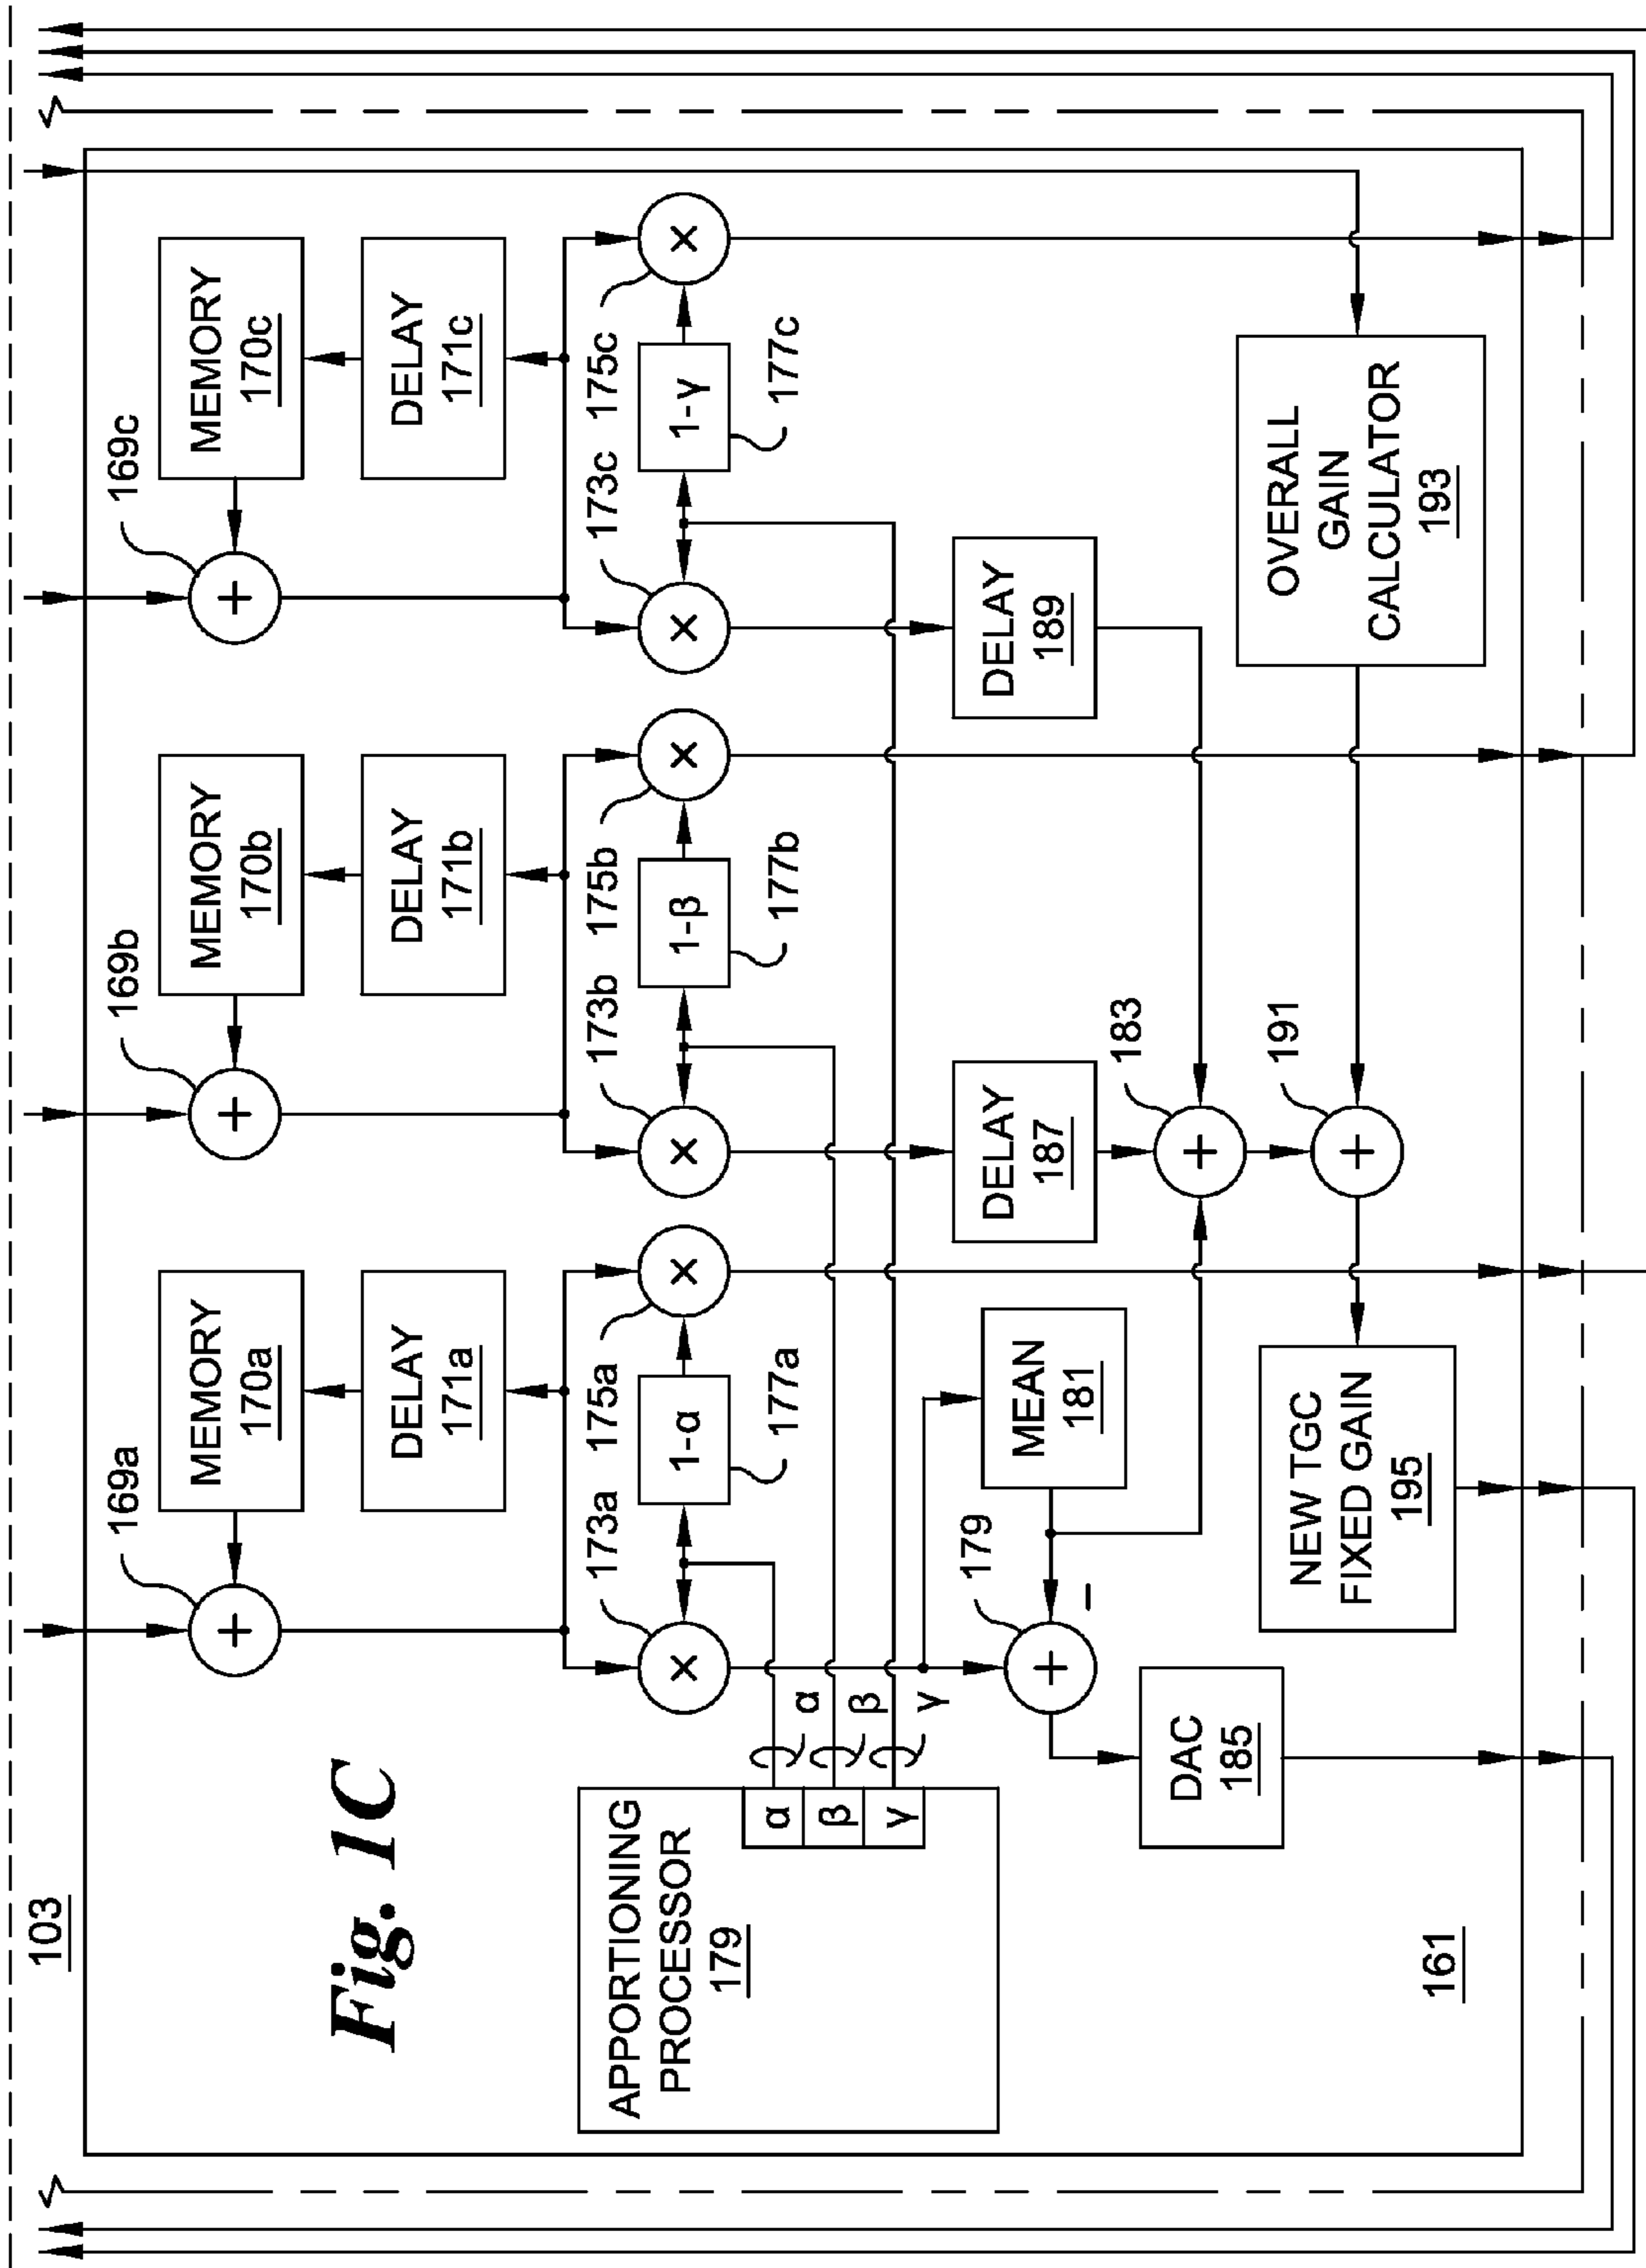 103
Fig. 1C
169a
MEMORY
170a
DELAY
171a
169b
MEMORY
170b
DELAY
171b
169c
MEMORY
170c
DELAY
171c
173a
175a
173b
175b
173c
175c
×
1-α
×
×
1-β
×
×
1-γ
×
177a
177b
177c
+
+
+
APPORTIONING
PROCESSOR
179
α
β
γ
α
β
γ
MEAN
181
179
+
−
DELAY
187
DELAY
189
183
+
DAC
185
191
+
NEW TGC
FIXED GAIN
195
OVERALL
GAIN
CALCULATOR
193
161